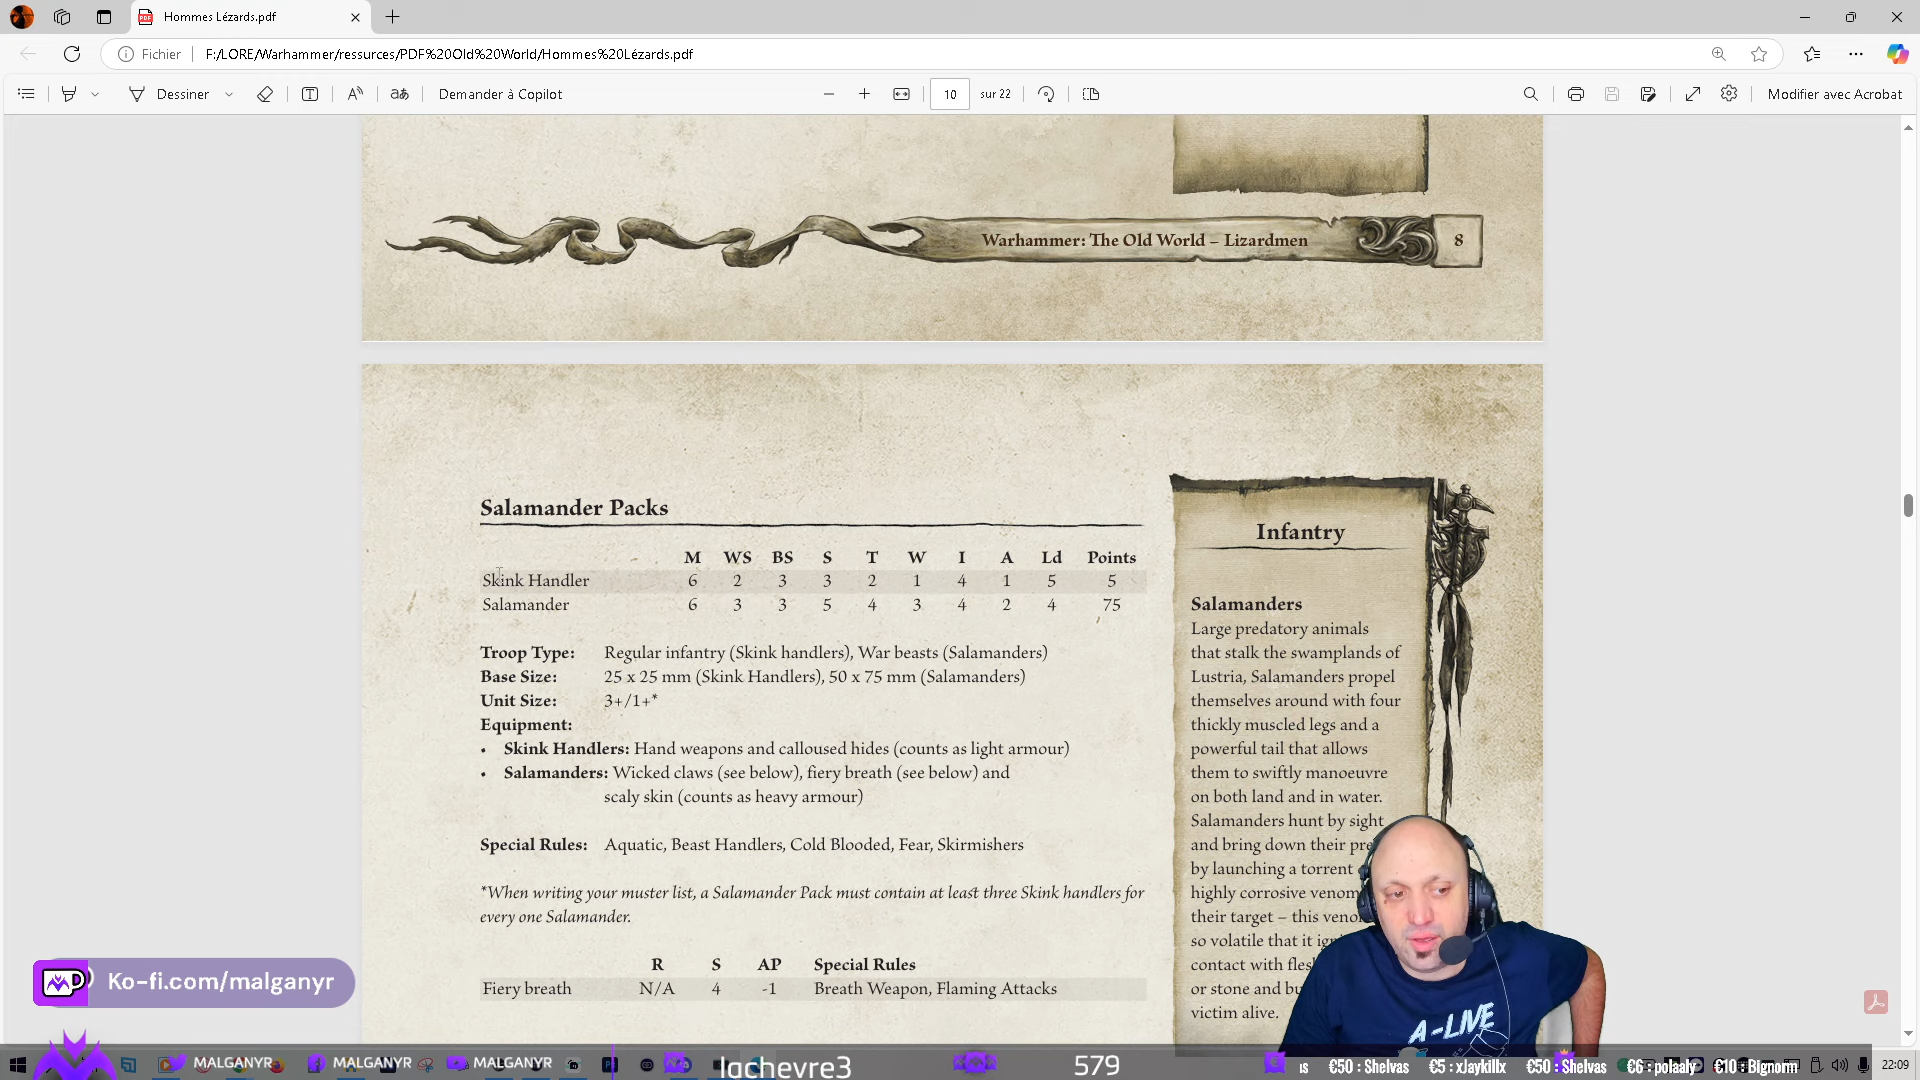 Hommes Lézards.pdf
Fichier
F:/LORE/Warhammer/ressurces/PDF%20Old%20World/Hommes%20Lézards.pdf
Dessiner
Demander à Copilot
10
sur 22
Modifier avec Acrobat
Warhammer: The Old World – Lizardmen
8
Salamander Packs
M WS BS S T W I A Ld Points
Skink Handler 6 2 3 3 2 1 4 1 5 5
Salamander 6 3 3 5 4 3 4 2 4 75
Troop Type: Regular infantry (Skink handlers), War beasts (Salamanders)
Base Size: 25 x 25 mm (Skink Handlers), 50 x 75 mm (Salamanders)
Unit Size: 3+/1+*
Equipment:
• Skink Handlers: Hand weapons and calloused hides (counts as light armour)
• Salamanders: Wicked claws (see below), fiery breath (see below) and
scaly skin (counts as heavy armour)
Special Rules: Aquatic, Beast Handlers, Cold Blooded, Fear, Skirmishers
*When writing your muster list, a Salamander Pack must contain at least three Skink handlers for
every one Salamander.
R S AP Special Rules
Fiery breath N/A 4 -1 Breath Weapon, Flaming Attacks
Infantry
Salamanders
Large predatory animals
that stalk the swamplands of
Lustria, Salamanders propel
themselves around with four
thickly muscled legs and a
powerful tail that allows
them to swiftly manoeuvre
on both land and in water.
Salamanders hunt by sight
and bring down their
by launching a torrent
highly corrosive venom
their target – this
so volatile that it
contact with
or stone and
victim alive.
A-LIVE
Ko-fi.com/malganyr
MALGANYR
MALGANYR
MALGANYR
lachevre3
579
€50 : Shelvas
€5 : xJaykillx
€50 : Shelvas
€6 : polaaly
€10 : Bignorn
22:09